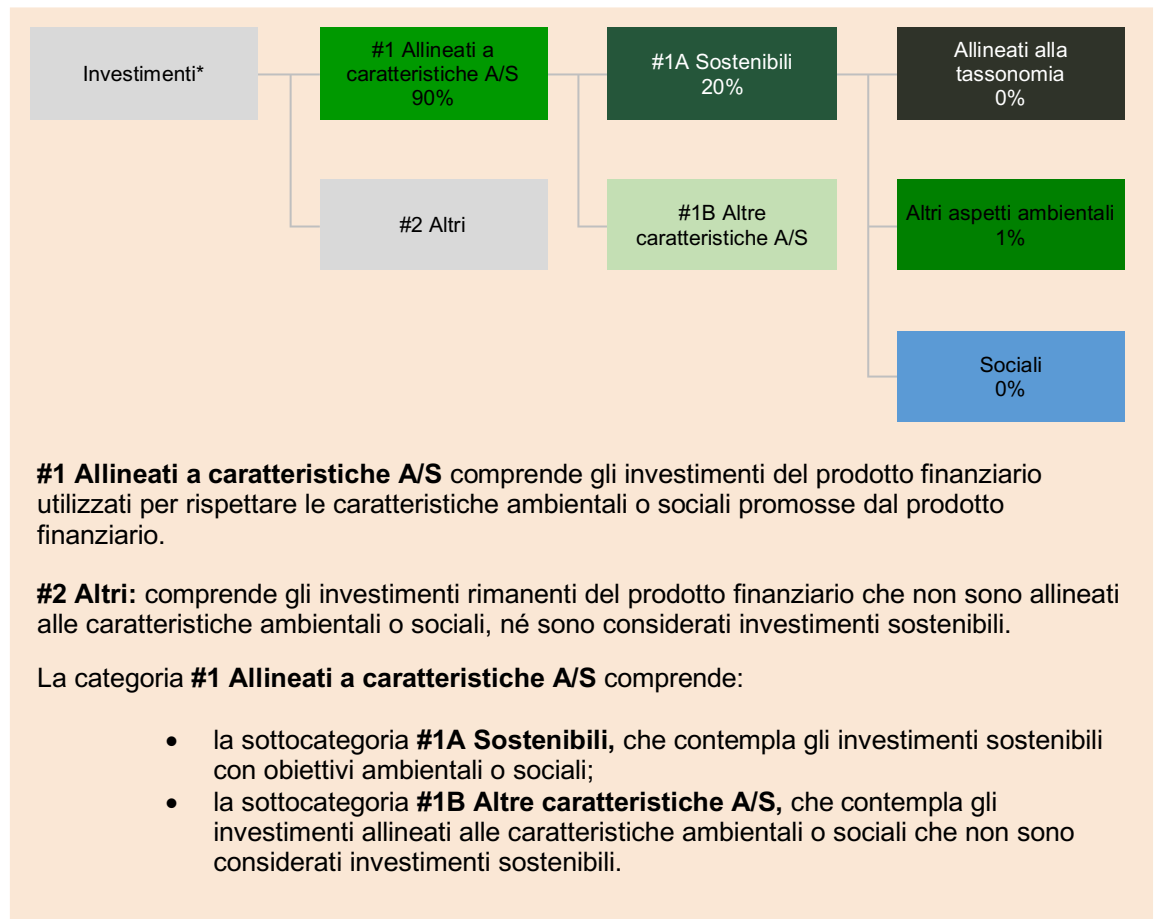 Investimenti*
#1 Allineati a
caratteristiche A/S
90%
#1A Sostenibili
20%
Allineati alla
tassonomia
0%
#2 Altri
#1B Altre
caratteristiche A/S
Altri aspetti ambientali
1%
Sociali
0%
#1 Allineati a caratteristiche A/S comprende gli investimenti del prodotto finanziario
utilizzati per rispettare le caratteristiche ambientali o sociali promosse dal prodotto
finanziario.
#2 Altri: comprende gli investimenti rimanenti del prodotto finanziario che non sono allineati
alle caratteristiche ambientali o sociali, né sono considerati investimenti sostenibili.
La categoria #1 Allineati a caratteristiche A/S comprende:
• la sottocategoria #1A Sostenibili, che contempla gli investimenti sostenibili
con obiettivi ambientali o sociali;
• la sottocategoria #1B Altre caratteristiche A/S, che contempla gli
investimenti allineati alle caratteristiche ambientali o sociali che non sono
considerati investimenti sostenibili.